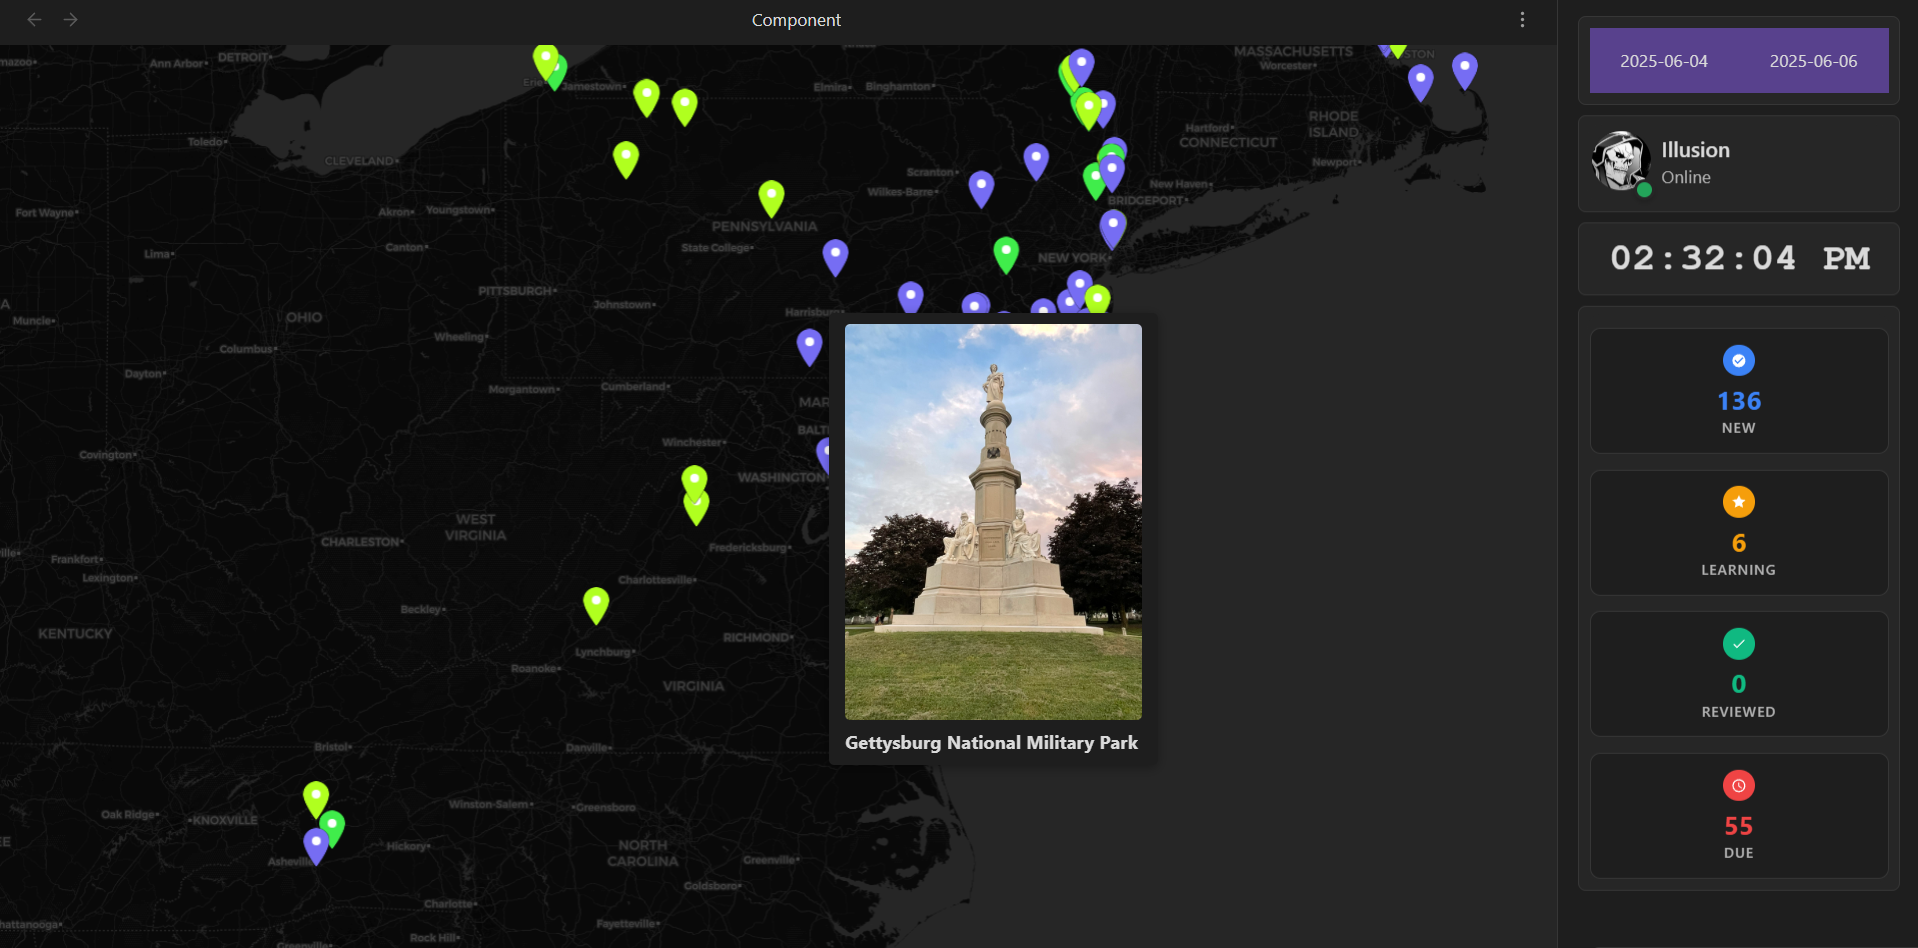 Component
MASSACHUSETTS
Worcester
Ann Arbor
DETROIT
Erie
Jamestown
Elmira
Binghamton
RHODE
ISLAND
Hartford
CONNECTICUT
Toledo
CLEVELAND
Newport
Scranton
New Haven
Wilkes-Barre
BRIDGEPORT
Fort Wayne
Akron
Youngstown
PENNSYLVANIA
State College
Canton
Lima
NEW YORK
PITTSBURGH
Johnstown
Harrisburg
OHIO
Muncie
Wheeling
Columbus
Dayton
Morgantown
Cumberland
MAR
BALT
Winchester
Covington
WASHINGTON
WEST
VIRGINIA
CHARLESTON
Fredericksburg
Frankfort
Lexington
Charlottesville
Beckley
KENTUCKY
RICHMOND
Lynchburg
Roanoke
VIRGINIA
Bristol
Danville
Gettysburg National Military Park
Winston-Salem
Greensboro
Oak Ridge
KNOXVILLE
Hickory
NORTH
CAROLINA
Asheville
Greenville
Goldsboro
Charlotte
Fayetteville
Rock Hill
Greenville
2025-06-04 2025-06-06
Illusion
Online
02:32:04 PM
136
NEW
6
LEARNING
0
REVIEWED
55
DUE